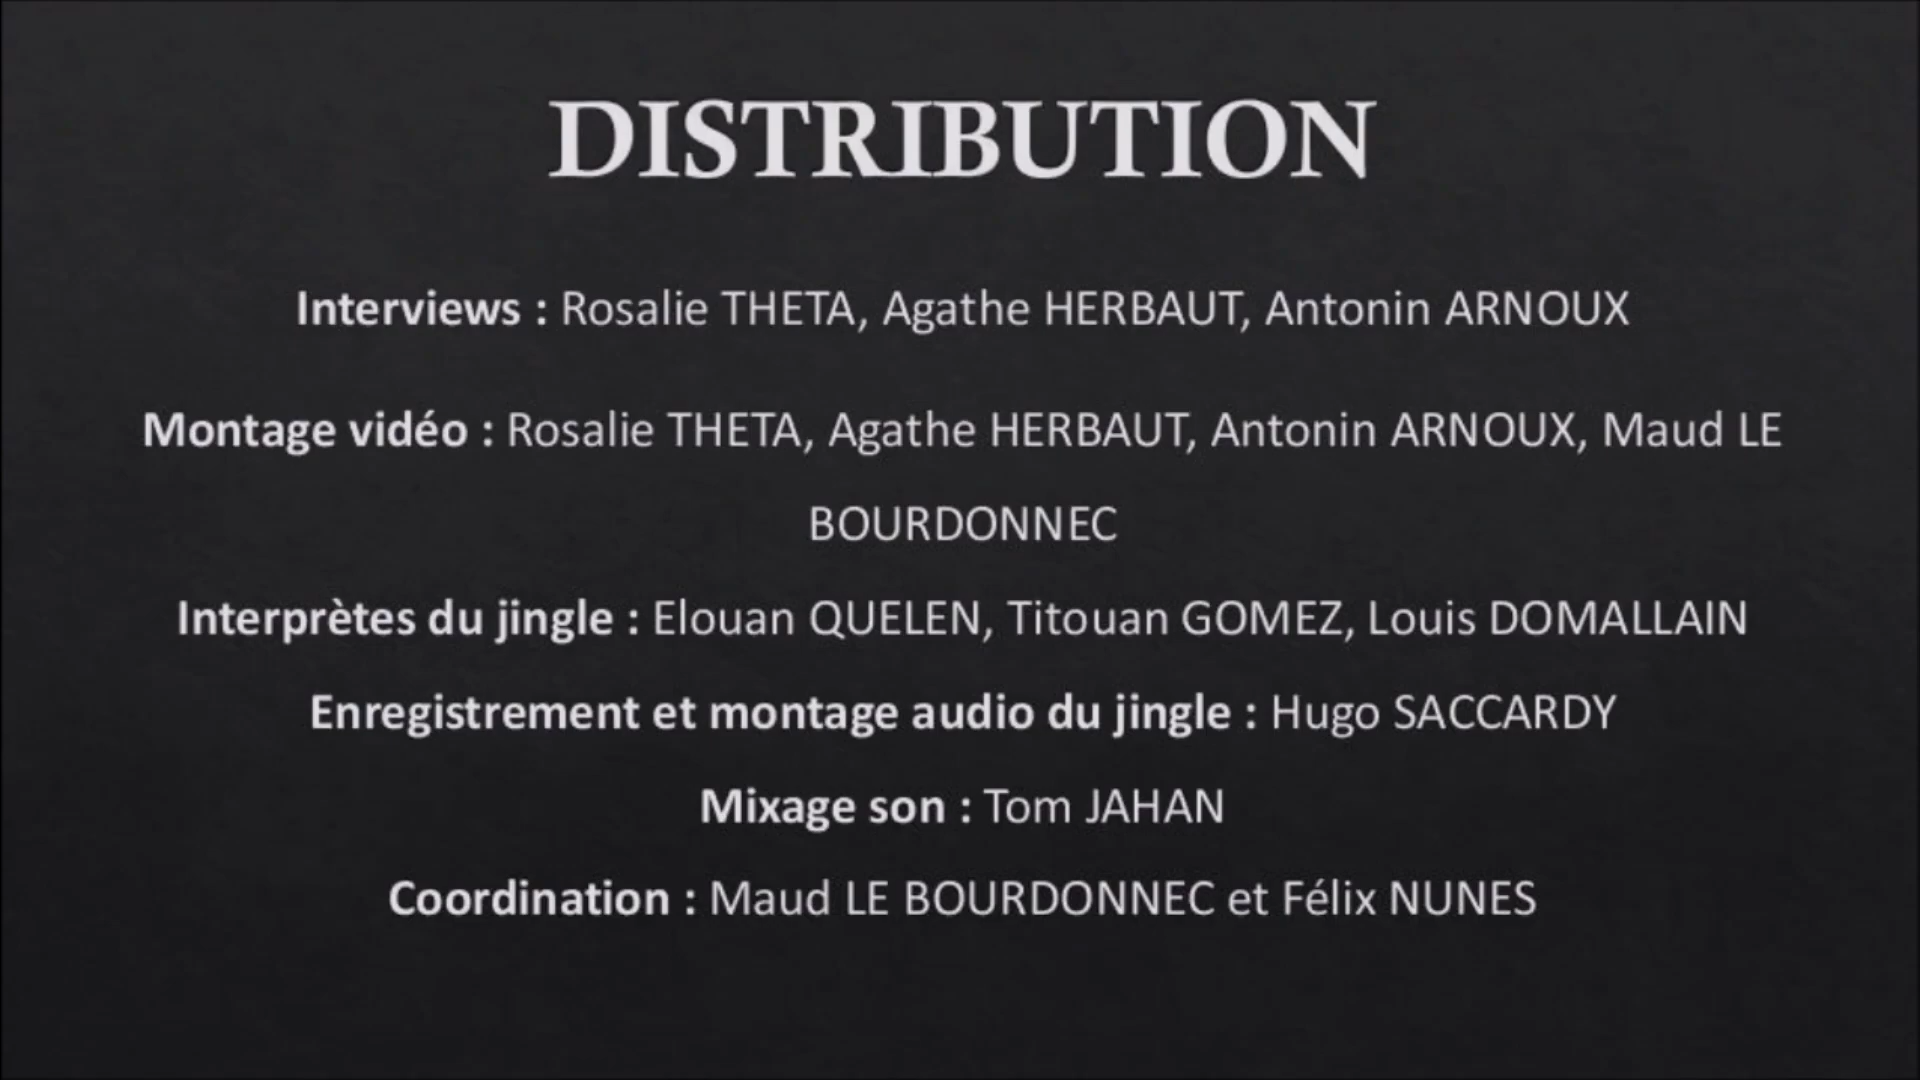 DISTRIBUTION
Interviews : Rosalie THETA, Agathe HERBAUT, Antonin ARNOUX
Montage vidéo : Rosalie THETA, Agathe HERBAUT, Antonin ARNOUX, Maud LE
BOURDONNEC
Interprètes du jingle : Elouan QUELEN, Titouan GOMEZ, Louis DOMALLAIN
Enregistrement et montage audio du jingle : Hugo SACCARDY
Mixage son : Tom JAHAN
Coordination : Maud LE BOURDONNEC et Félix NUNES